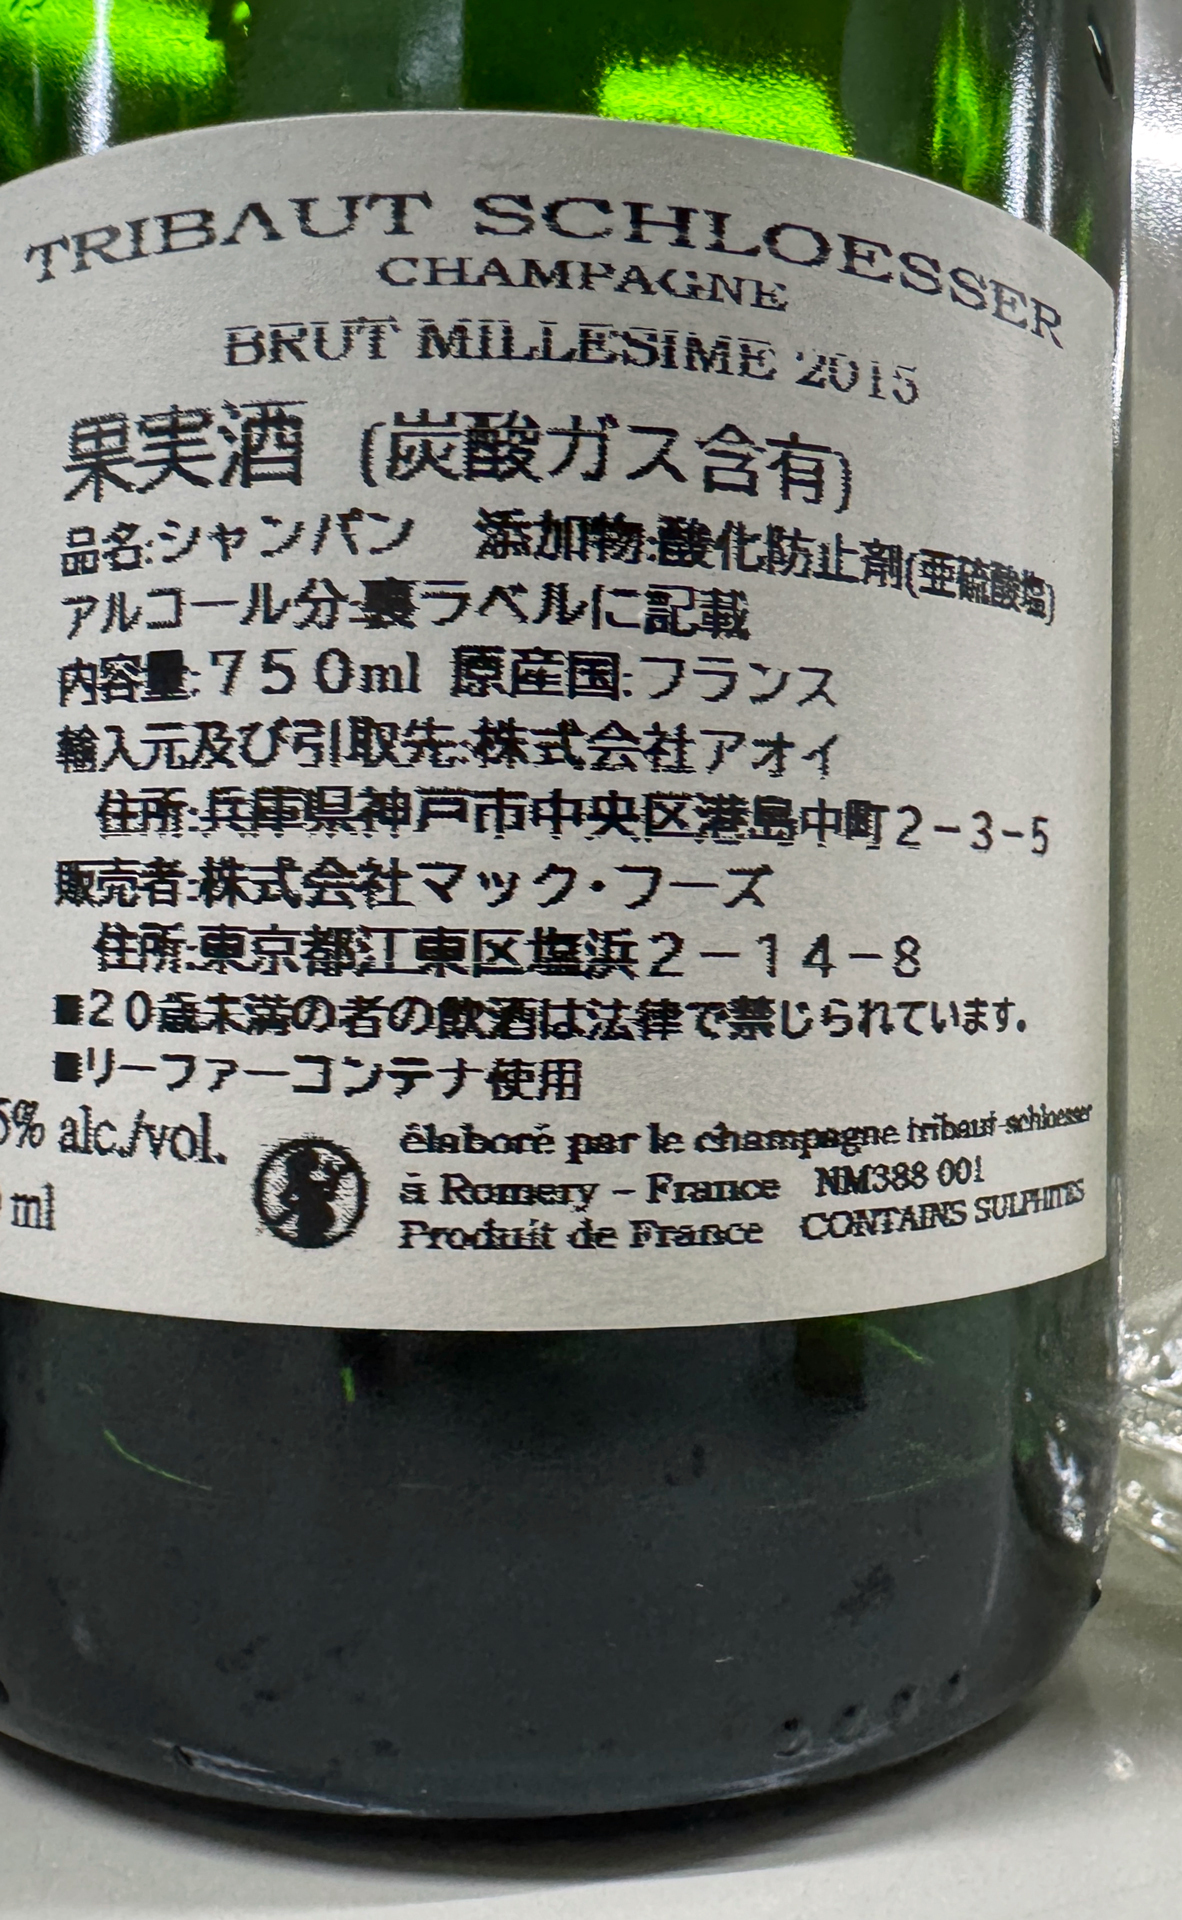 TRIBAUT SCHLOESSER
CHAMPAGNE
BRUT MILLESIME 2015
果実酒 (炭酸ガス含有)
品名:シャンパン 添加物:酸化防止剤(亜硫酸塩)
アルコール分:裏ラベルに記載
内容量:750ml 原産国:フランス
輸入元及び引取先:株式会社アオイ
住所:兵庫県神戸市中央区港島中町2-3-5
販売者:株式会社マック・フーズ
住所:東京都江東区塩浜2-14-8
■20歳未満の者の飲酒は法律で禁じられています。
■リーファーコンテナ使用
5% alc./vol.
ml
élaboré par le champagne tribaut-schloesser
à Romery - France NM388 001
Produit de France CONTAINS SULPHITES